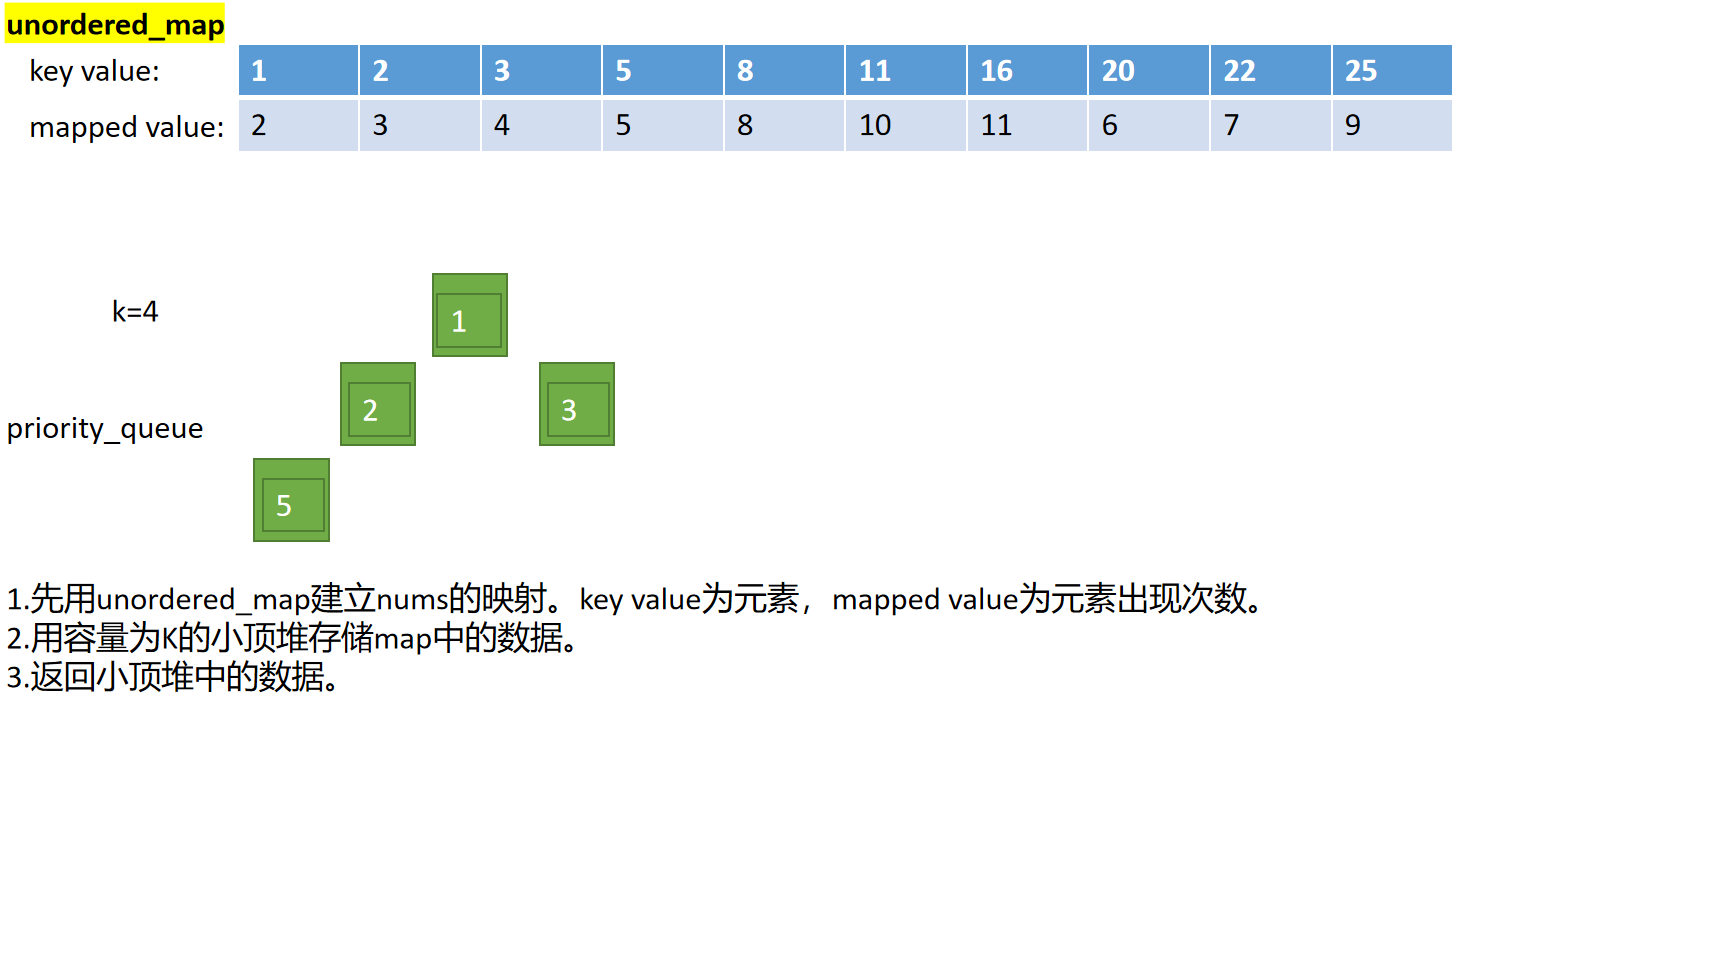 unordered_map
key value: 1 2 3 5 8 11 16 20 22 25
mapped value: 2 3 4 5 8 10 11 6 7 9
k=4
1
2 3
priority_queue
5
1.先用unordered_map建立nums的映射。key value为元素，mapped value为元素出现次数。
2.用容量为K的小顶堆存储map中的数据。
3.返回小顶堆中的数据。